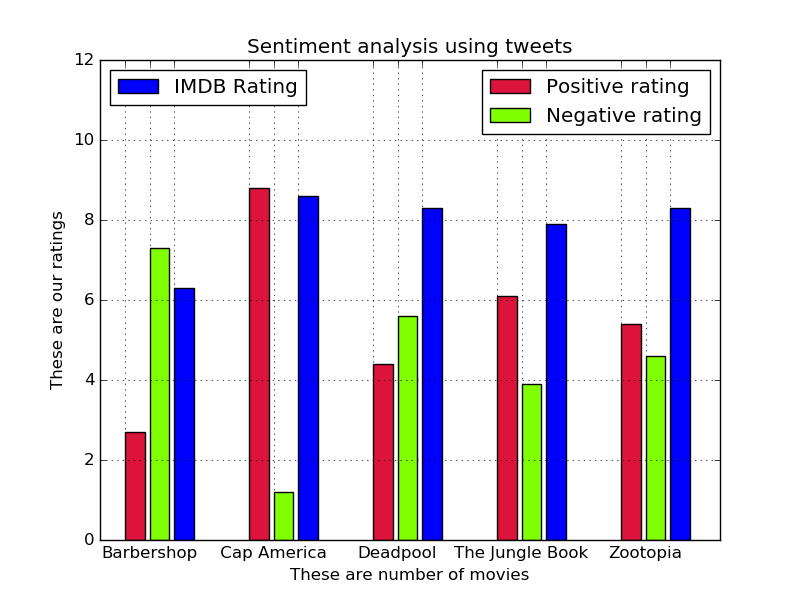 Sentiment analysis using tweets
IMDB Rating
Positive rating
Negative rating
12
10
8
6
4
2
0
These are our ratings
Barbershop Cap America Deadpool The Jungle Book Zootopia
These are number of movies